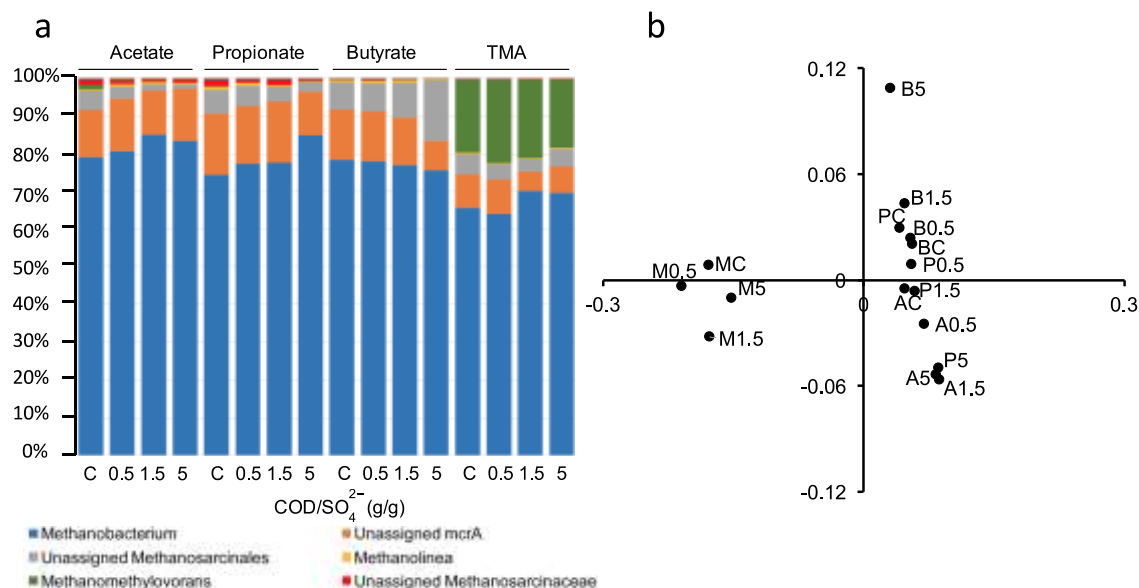 a
b
Acetate Propionate Butyrate TMA
100%
90%
80%
70%
60%
50%
40%
30%
20%
10%
0%
C 0.5 1.5 5 C 0.5 1.5 5 C 0.5 1.5 5 C 0.5 1.5 5
COD/SO₄²⁻ (g/g)
Methanobacterium Unassigned mcrA
Unassigned Methanosarcinales Methanolinea
Methanomethylovorans Unassigned Methanosarcinaceae
0.12
B5
0.06
B1.5
PC B0.5
BC
MC P0.5
M0.5
M5 P1.5
-0.3 0 AC 0.3
A0.5
M1.5
P5
A5 A1.5
-0.06
-0.12